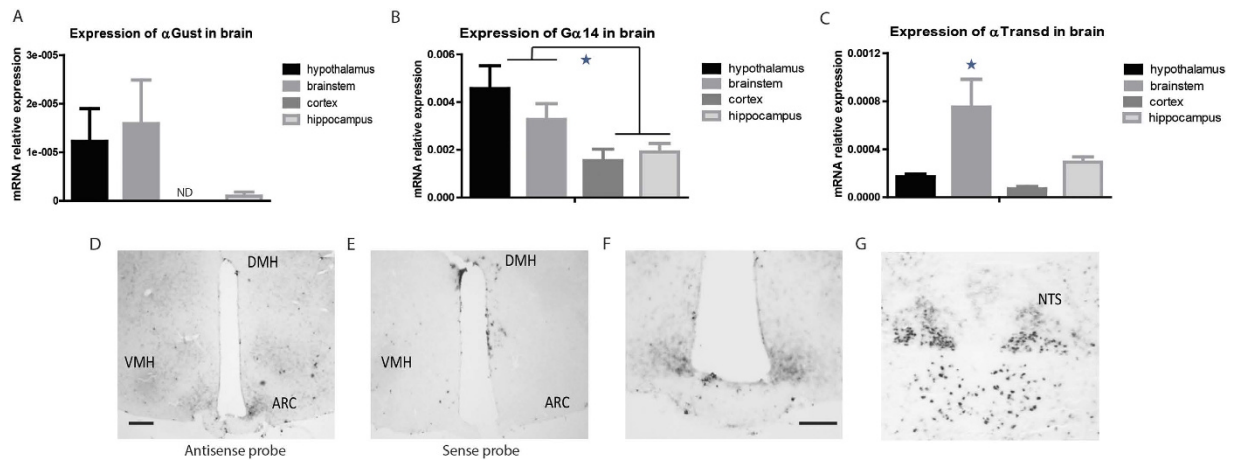 A
Expression of αGust in brain
mRNA relative expression
3e-005
2e-005
1e-005
0
ND
hypothalamus
brainstem
cortex
hippocampus
B
Expression of Gα14 in brain
mRNA relative expression
0.006
0.004
0.002
0.000
★
hypothalamus
brainstem
cortex
hippocampus
C
Expression of αTransd in brain
mRNA relative expression
0.0012
0.0008
0.0004
0.0000
★
hypothalamus
brainstem
cortex
hippocampus
D
DMH
VMH
ARC
Antisense probe
E
DMH
VMH
ARC
Sense probe
F
G
NTS